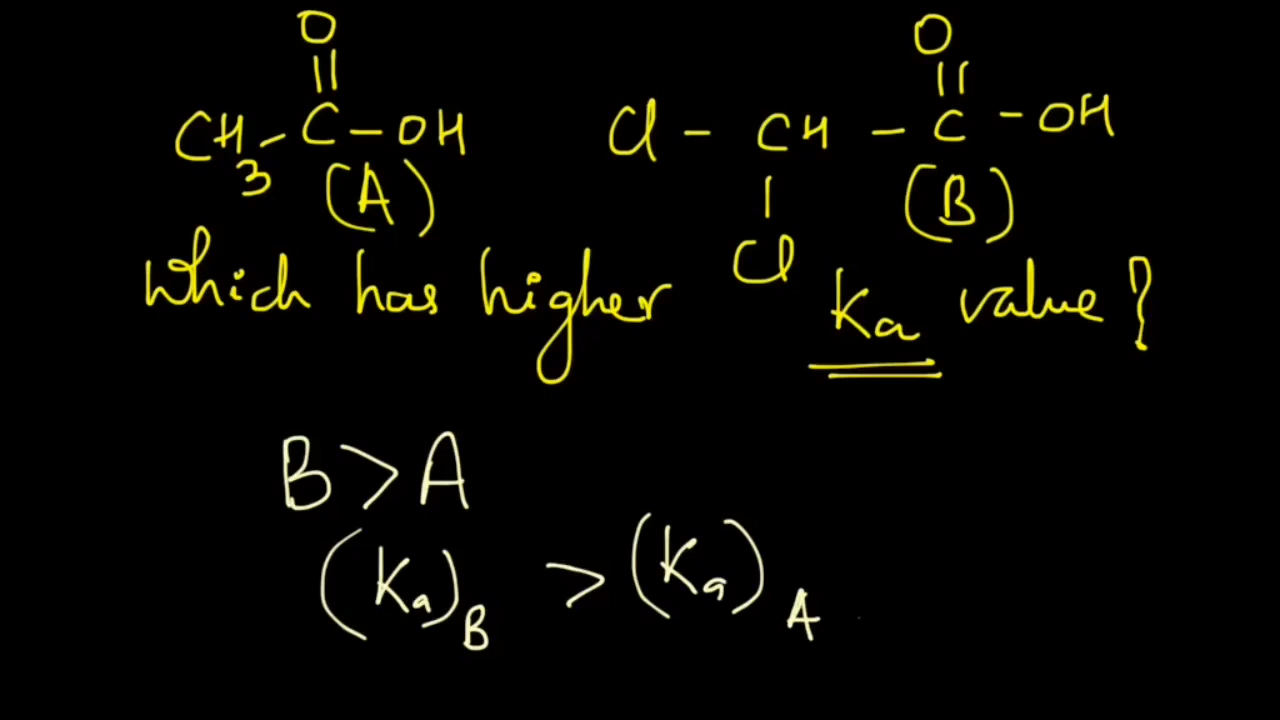 O O
|| ||
CH3-C-OH Cl-CH-C-OH
(A) | (B)
Cl
Which has higher Ka value?
B>A
(Ka)B > (Ka)A